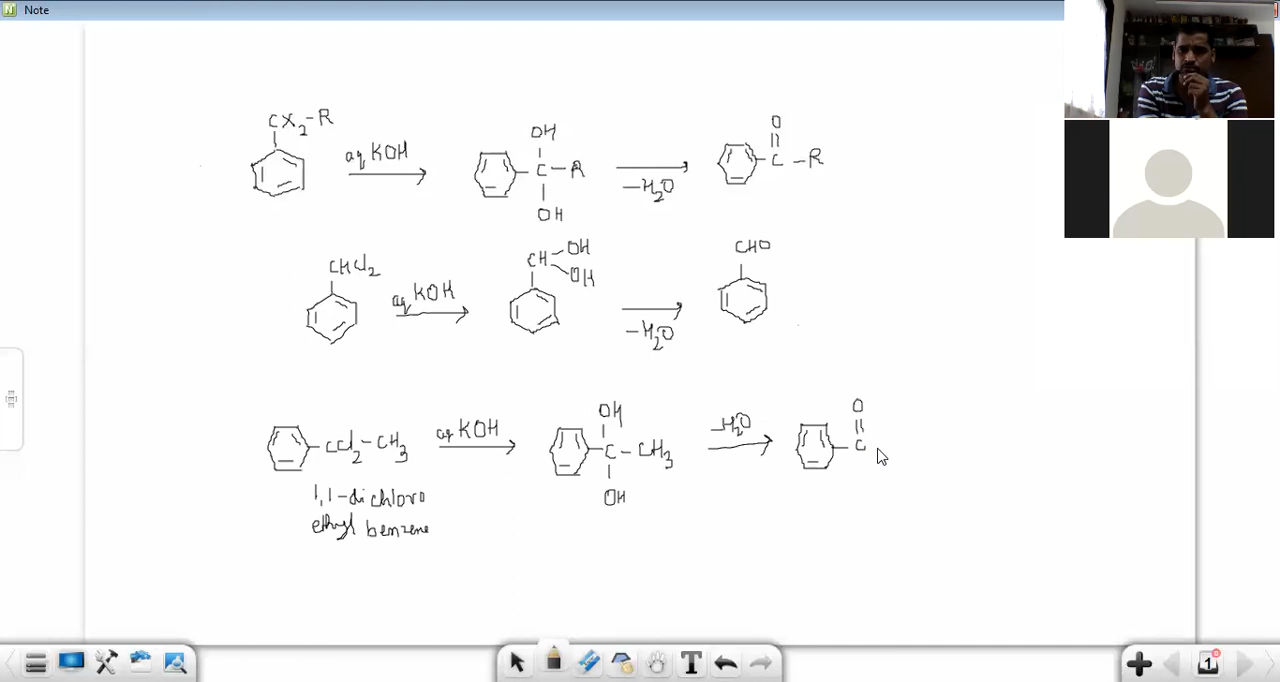 Note
CX2-R
aq KOH
OH
C-R
OH
-H2O
O
C-R
CHCl2
aq KOH
CH
OH
OH
-H2O
CHO
CCl2-CH3
aq KOH
OH
C-CH3
OH
-H2O
O
C
1,1-dichloro
ethyl benzene
1